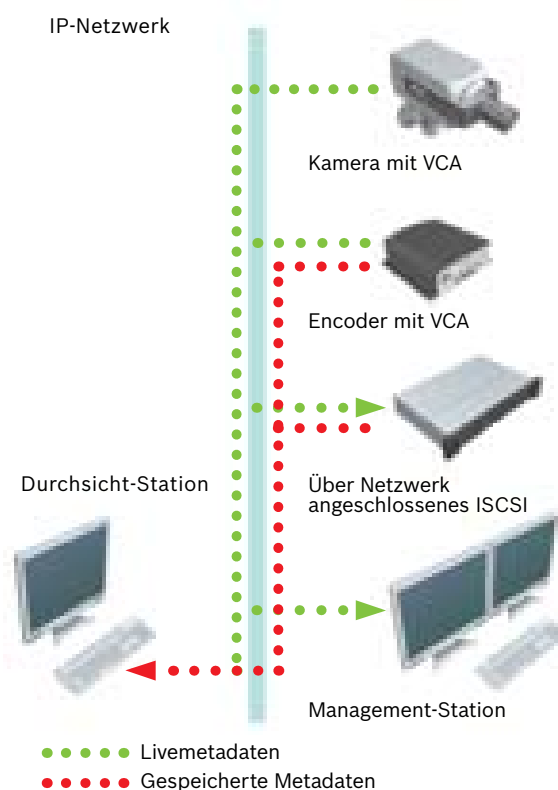 IP-Netzwerk
Kamera mit VCA
Encoder mit VCA
Durchsicht-Station
Über Netzwerk
angeschlossenes ISCSI
Management-Station
Livemetadaten
Gespeicherte Metadaten